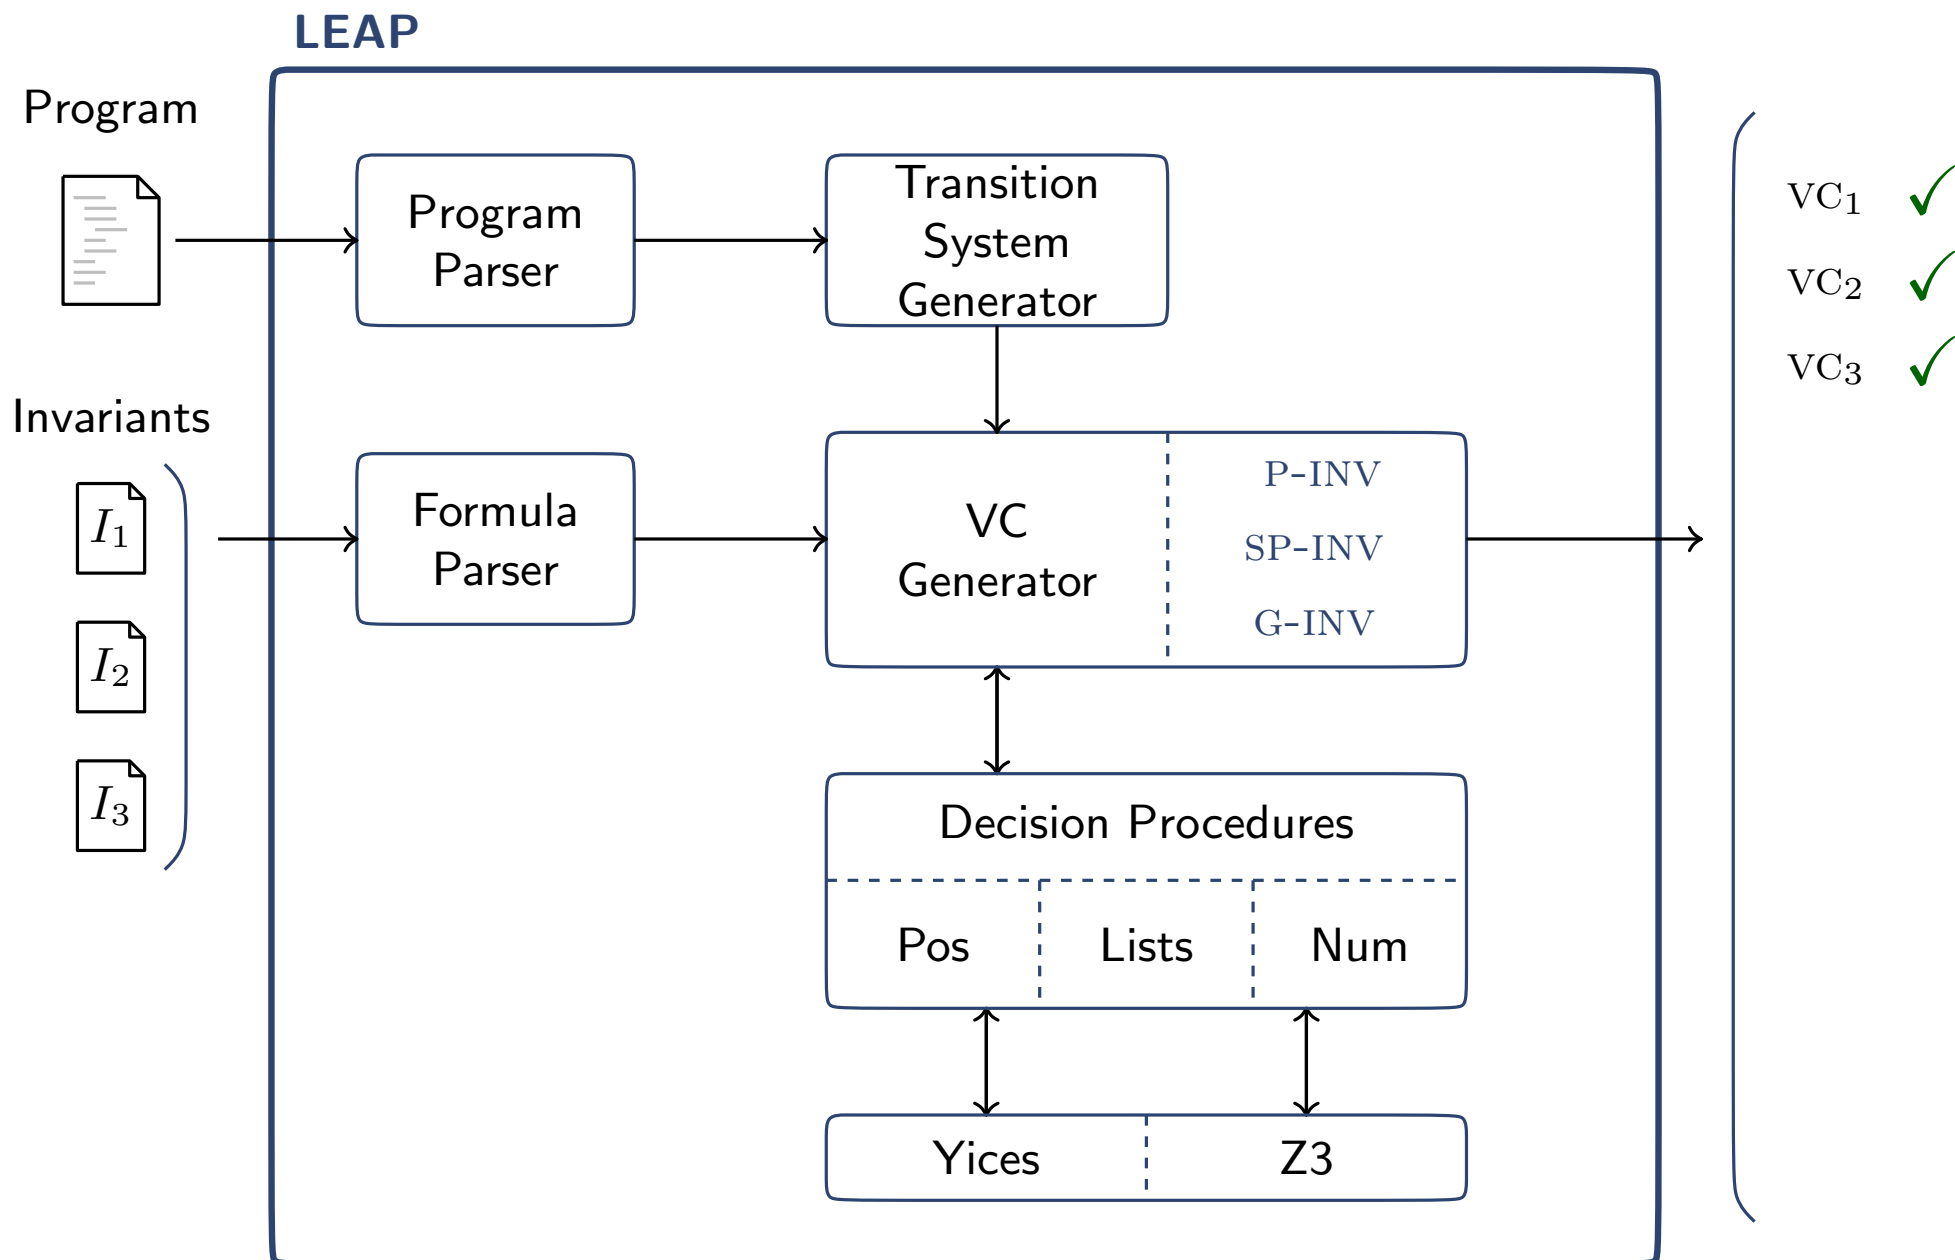 LEAP
Program
Program
Parser
Transition
System
Generator
VC1
VC2
VC3
Invariants
I1
I2
I3
Formula
Parser
VC
Generator
P-INV
SP-INV
G-INV
Decision Procedures
Pos
Lists
Num
Yices
Z3